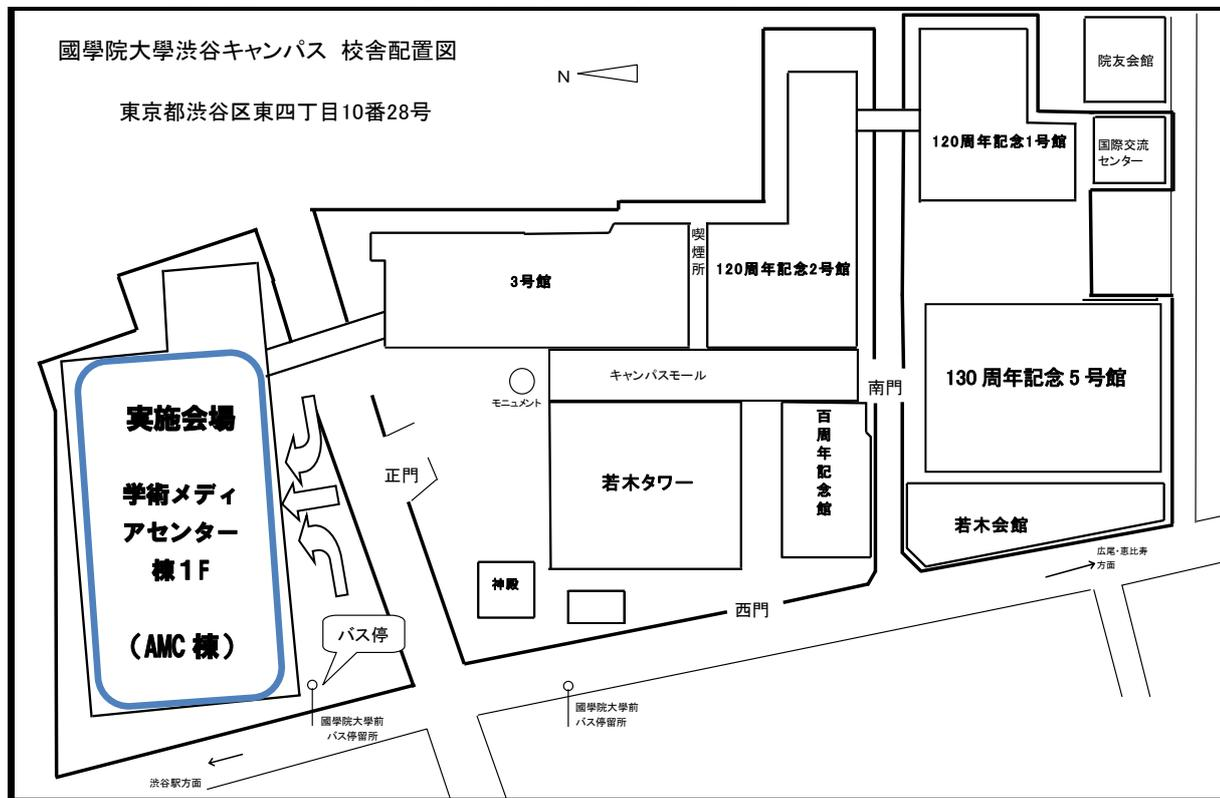 國學院大學渋谷キャンパス 校舎配置図
東京都渋谷区東四丁目10番28号
N
院友会館
120周年記念1号館
国際交流
センター
喫煙所
3号館
120周年記念2号館
キャンパスモール
モニュメント
南門
130周年記念5号館
実施会場
学術メディ
アセンター
棟1F
(AMC棟)
正門
若木タワー
百周年記念館
若木会館
広尾・恵比寿
方面
神殿
西門
バス停
國學院大學前
バス停留所
國學院大學前
バス停留所
渋谷駅方面